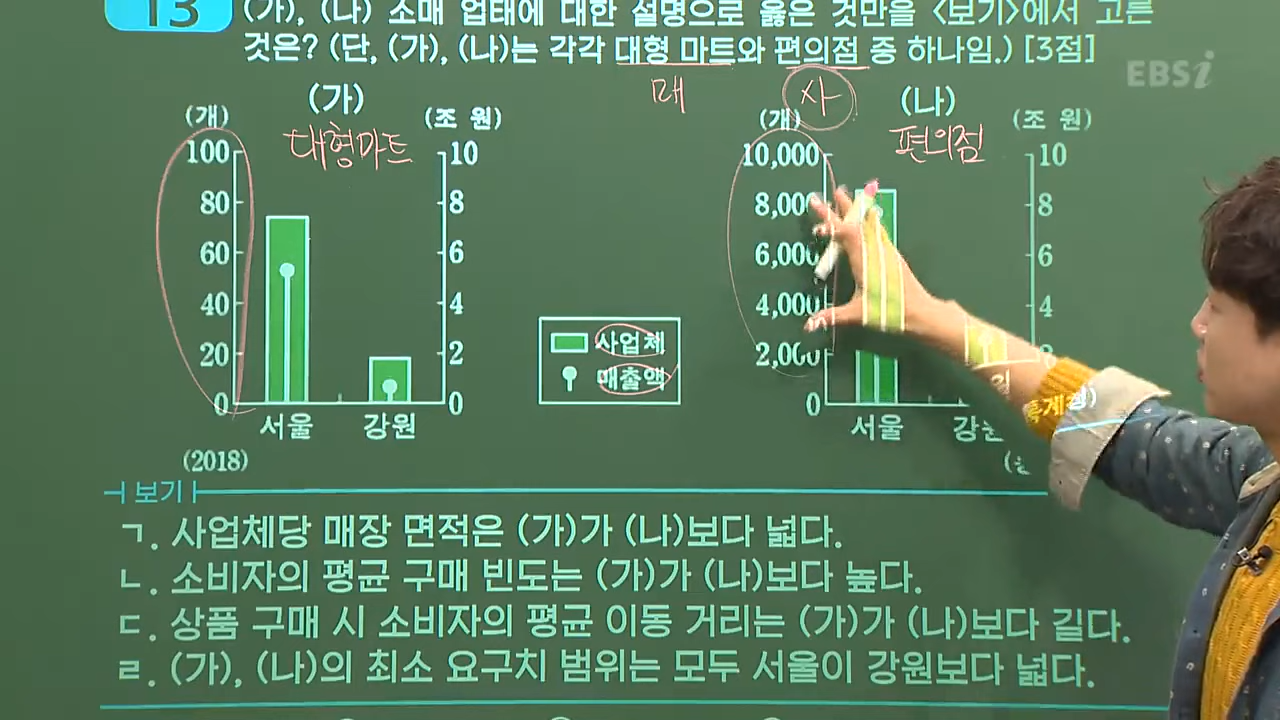 13 (가), (나) 소매 업태에 대한 설명으로 옳은 것만을 <보기>에서 고른
것은? (단, (가), (나)는 각각 대형 마트와 편의점 중 하나임.) [3점]
EBSi
매
사
(가)
(나)
(개)
(조 원)
대형마트
100
80
60
40
20
0
10
8
6
4
2
0
서울
강원
(2018)
사업체
매출액
(개)
(조 원)
편의점
10,000
8,000
6,000
4,000
2,000
0
10
8
6
4
서울
보기
ㄱ. 사업체당 매장 면적은 (가)가 (나)보다 넓다.
ㄴ. 소비자의 평균 구매 빈도는 (가)가 (나)보다 높다.
ㄷ. 상품 구매 시 소비자의 평균 이동 거리는 (가)가 (나)보다 길다.
ㄹ. (가), (나)의 최소 요구치 범위는 모두 서울이 강원보다 넓다.